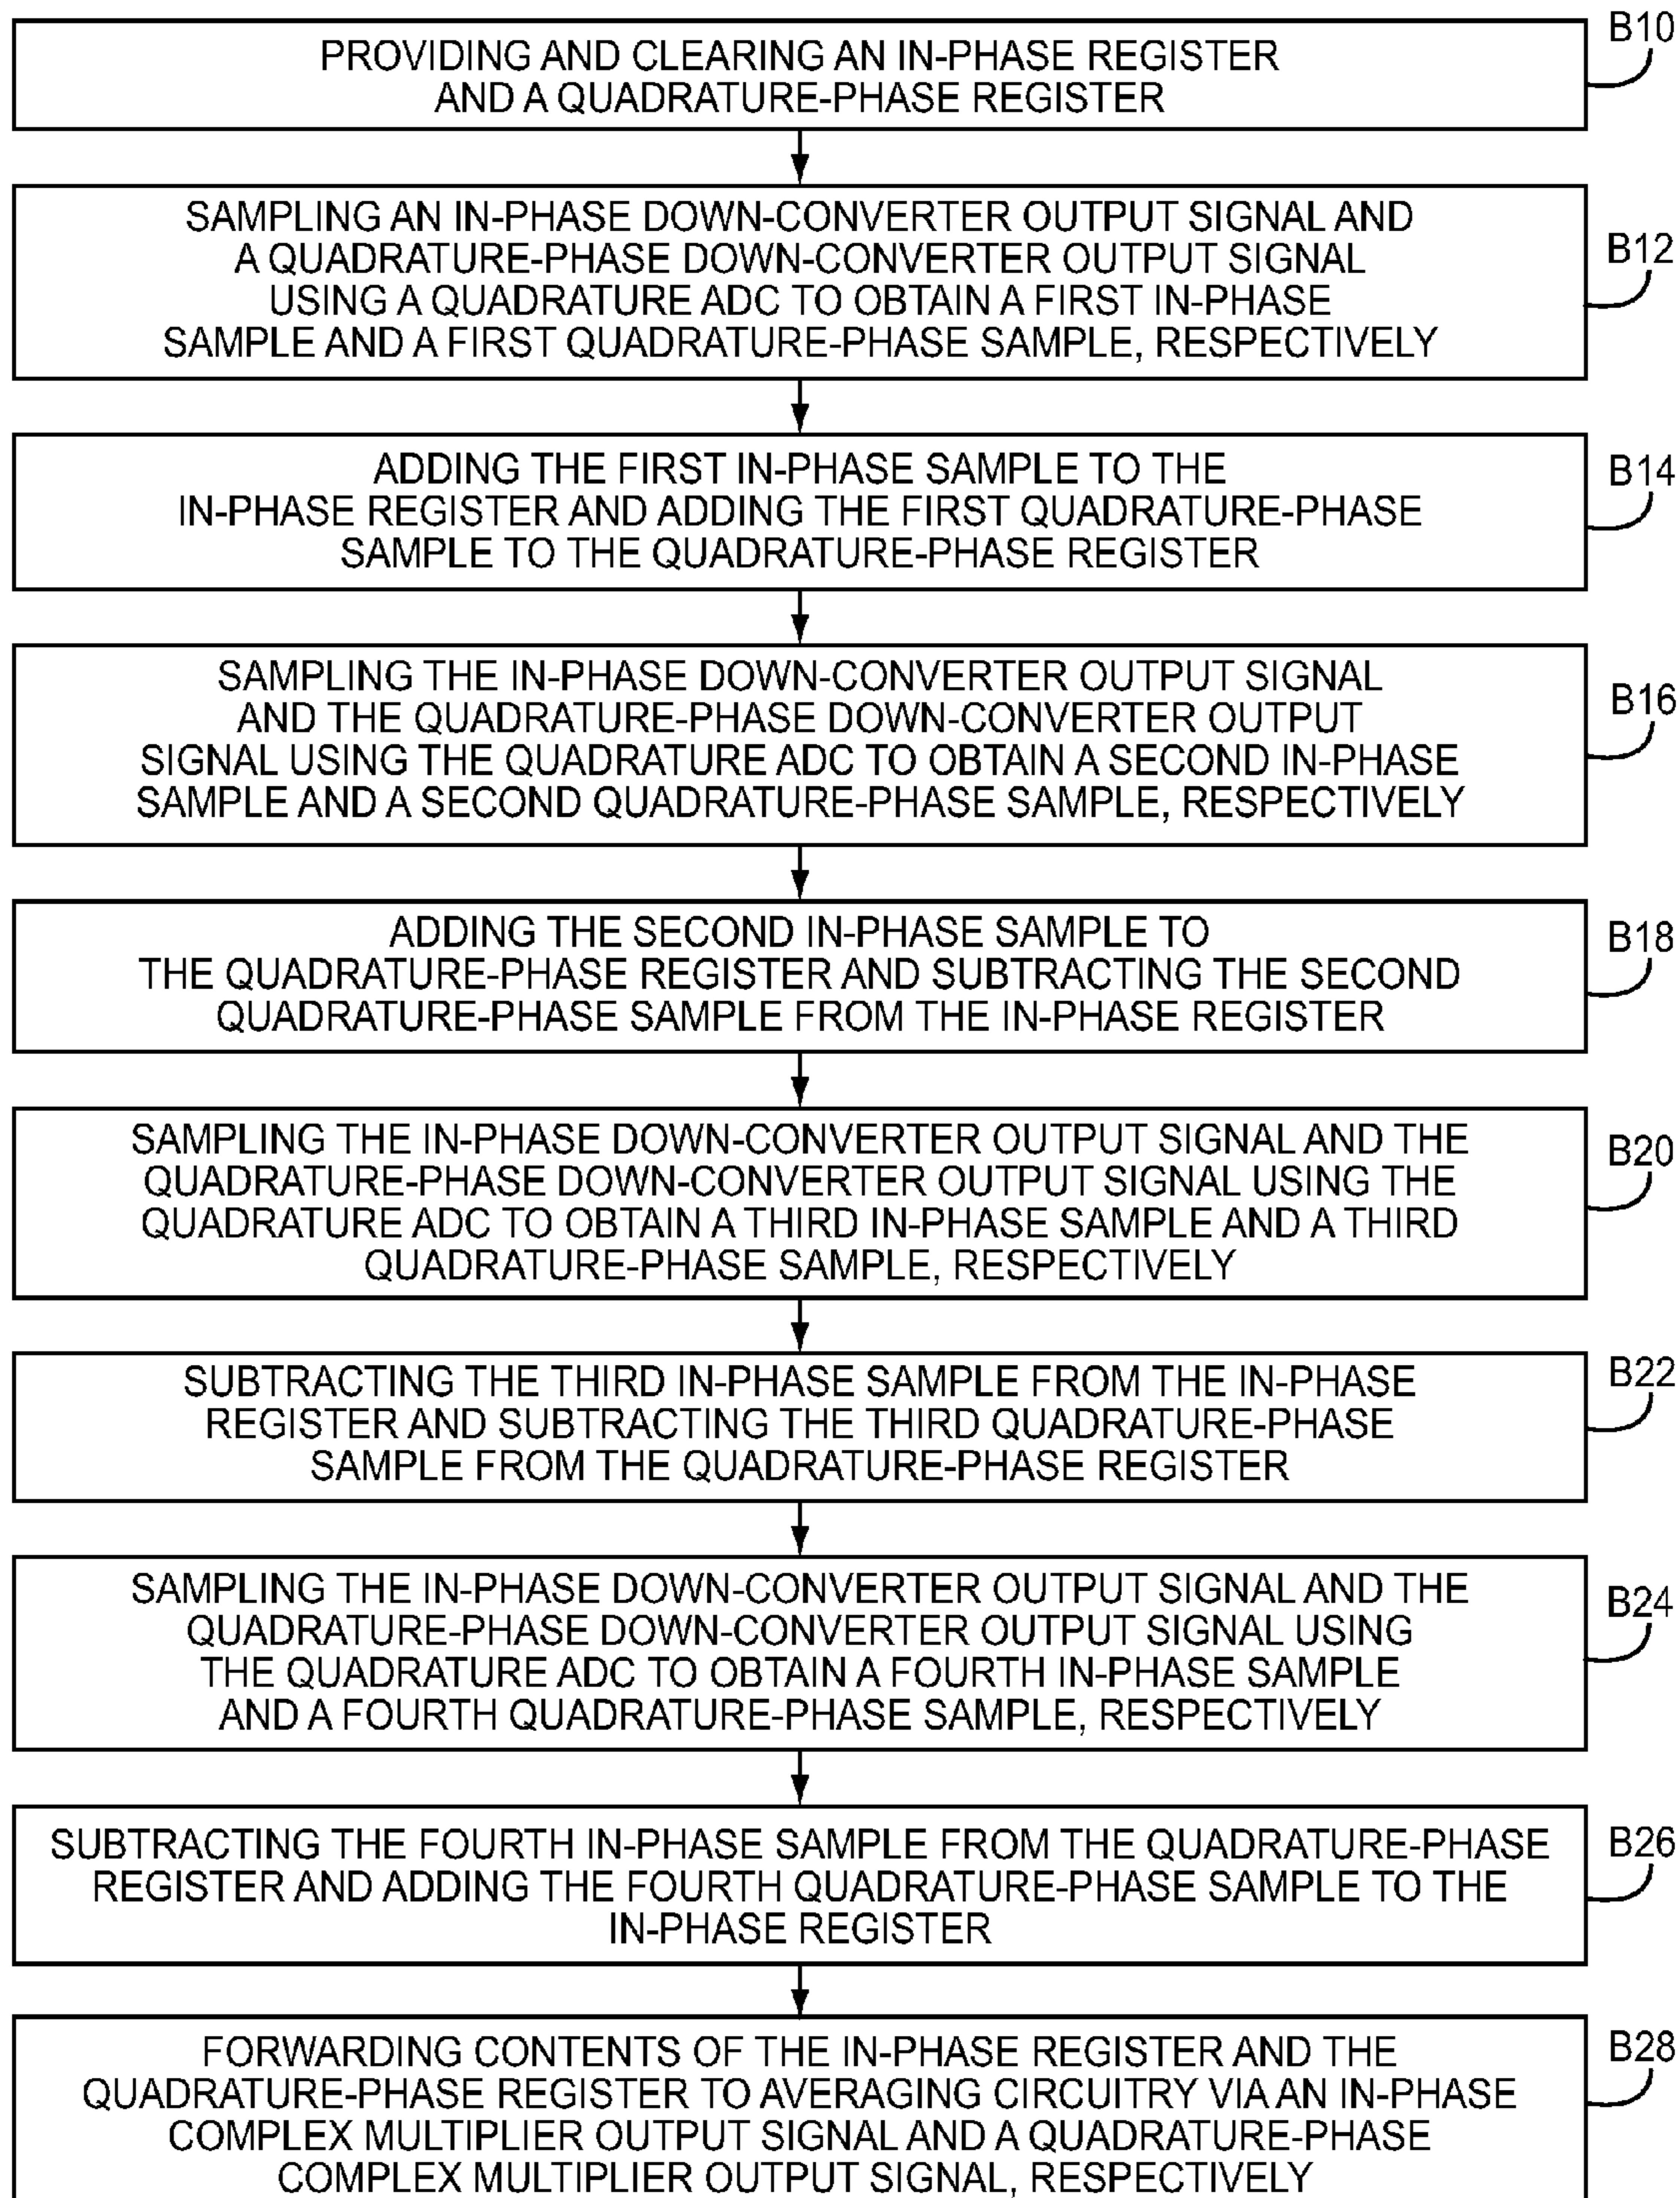 B10
PROVIDING AND CLEARING AN IN-PHASE REGISTER
AND A QUADRATURE-PHASE REGISTER
SAMPLING AN IN-PHASE DOWN-CONVERTER OUTPUT SIGNAL AND
A QUADRATURE-PHASE DOWN-CONVERTER OUTPUT SIGNAL
USING A QUADRATURE ADC TO OBTAIN A FIRST IN-PHASE
SAMPLE AND A FIRST QUADRATURE-PHASE SAMPLE, RESPECTIVELY
B12
ADDING THE FIRST IN-PHASE SAMPLE TO THE
IN-PHASE REGISTER AND ADDING THE FIRST QUADRATURE-PHASE
SAMPLE TO THE QUADRATURE-PHASE REGISTER
B14
SAMPLING THE IN-PHASE DOWN-CONVERTER OUTPUT SIGNAL
AND THE QUADRATURE-PHASE DOWN-CONVERTER OUTPUT
SIGNAL USING THE QUADRATURE ADC TO OBTAIN A SECOND IN-PHASE
SAMPLE AND A SECOND QUADRATURE-PHASE SAMPLE, RESPECTIVELY
B16
ADDING THE SECOND IN-PHASE SAMPLE TO
THE QUADRATURE-PHASE REGISTER AND SUBTRACTING THE SECOND
QUADRATURE-PHASE SAMPLE FROM THE IN-PHASE REGISTER
B18
SAMPLING THE IN-PHASE DOWN-CONVERTER OUTPUT SIGNAL AND THE
QUADRATURE-PHASE DOWN-CONVERTER OUTPUT SIGNAL USING THE
QUADRATURE ADC TO OBTAIN A THIRD IN-PHASE SAMPLE AND A THIRD
QUADRATURE-PHASE SAMPLE, RESPECTIVELY
B20
SUBTRACTING THE THIRD IN-PHASE SAMPLE FROM THE IN-PHASE
REGISTER AND SUBTRACTING THE THIRD QUADRATURE-PHASE
SAMPLE FROM THE QUADRATURE-PHASE REGISTER
B22
SAMPLING THE IN-PHASE DOWN-CONVERTER OUTPUT SIGNAL AND THE
QUADRATURE-PHASE DOWN-CONVERTER OUTPUT SIGNAL USING
THE QUADRATURE ADC TO OBTAIN A FOURTH IN-PHASE SAMPLE
AND A FOURTH QUADRATURE-PHASE SAMPLE, RESPECTIVELY
B24
SUBTRACTING THE FOURTH IN-PHASE SAMPLE FROM THE QUADRATURE-PHASE
REGISTER AND ADDING THE FOURTH QUADRATURE-PHASE SAMPLE TO THE
IN-PHASE REGISTER
B26
FORWARDING CONTENTS OF THE IN-PHASE REGISTER AND THE
QUADRATURE-PHASE REGISTER TO AVERAGING CIRCUITRY VIA AN IN-PHASE
COMPLEX MULTIPLIER OUTPUT SIGNAL AND A QUADRATURE-PHASE
COMPLEX MULTIPLIER OUTPUT SIGNAL, RESPECTIVELY
B28